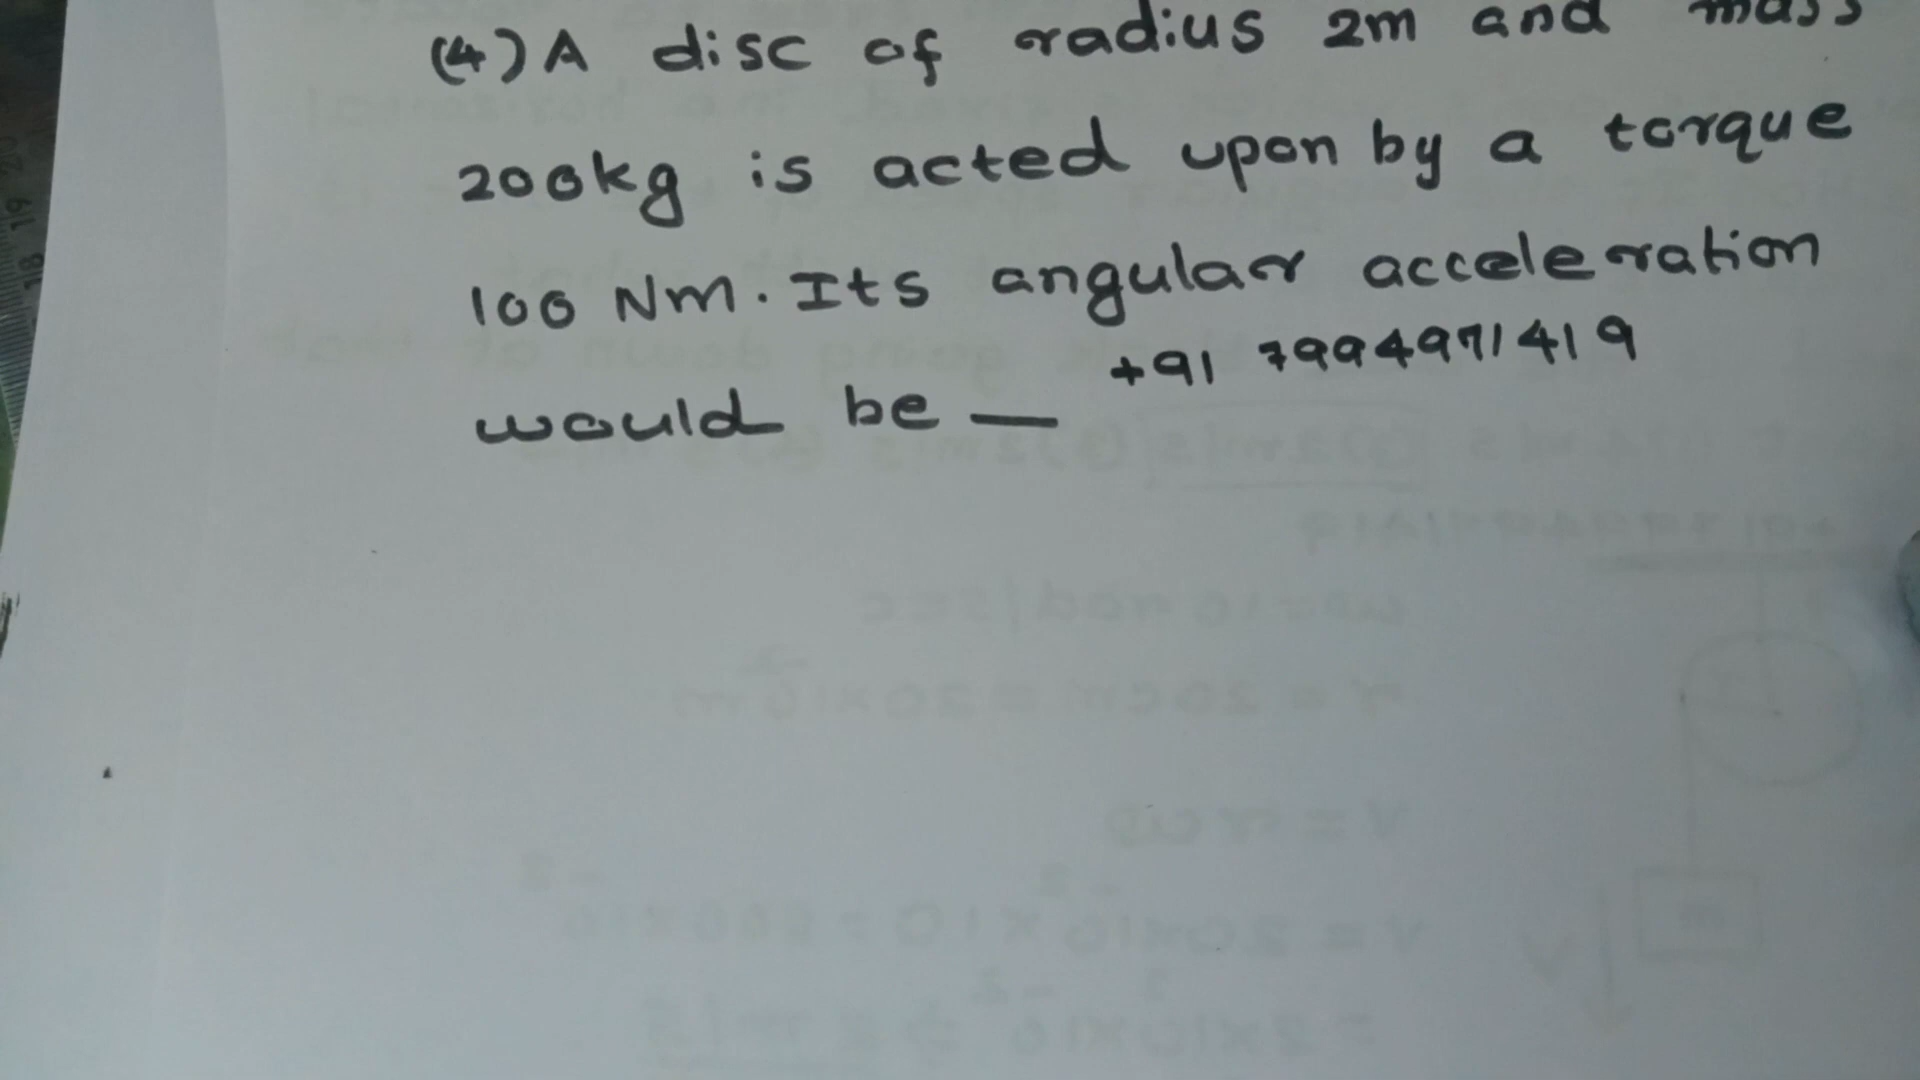 (4) A disc of radius 2m and mass
200kg is acted upon by a torque
100 Nm. Its angular acceleration
would be —
+91 7994971419